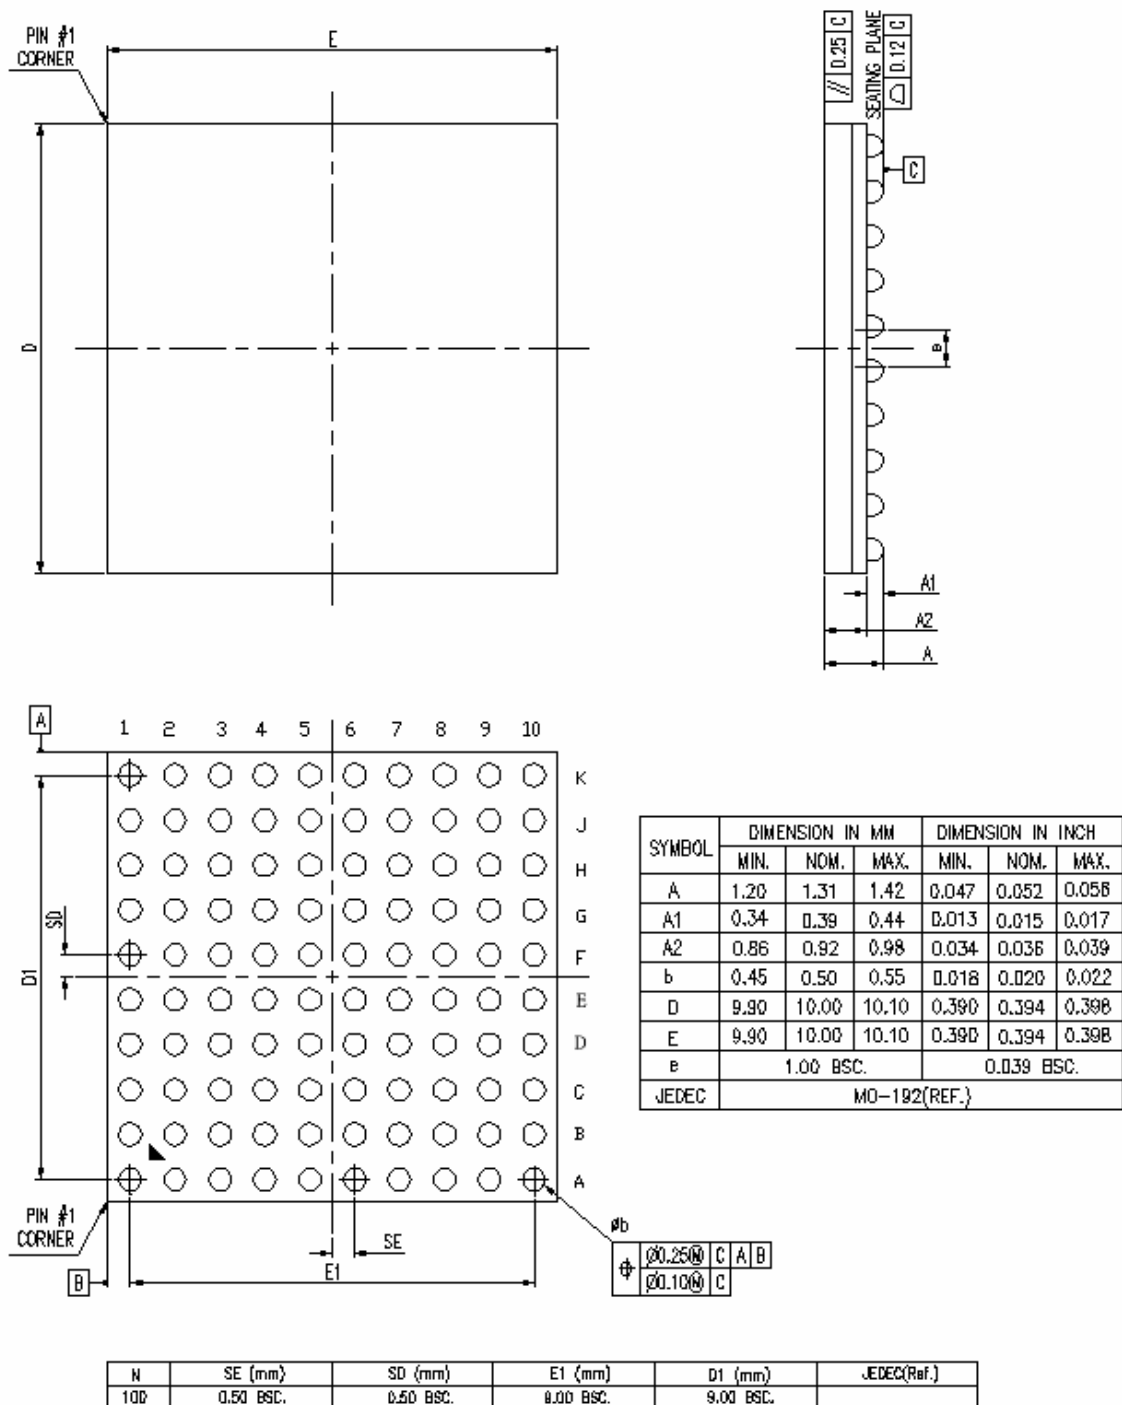 PIN #1
CORNER
E
// 0.25 C
SEATING PLANE
0.12 C
C
D
e
A1
A2
A
A
1 2 3 4 5 6 7 8 9 10
K
J
H
G
F
E
D
C
B
A
SD
D1
PIN #1
CORNER
SE
E1
B
Øb
Ø0.25Ⓜ C A B
Ø0.10Ⓜ C
SYMBOL DIMENSION IN MM DIMENSION IN INCH
MIN. NOM. MAX. MIN. NOM. MAX.
A 1.20 1.31 1.42 0.047 0.052 0.056
A1 0.34 0.39 0.44 0.013 0.015 0.017
A2 0.86 0.92 0.98 0.034 0.036 0.039
b 0.45 0.50 0.55 0.018 0.020 0.022
D 9.90 10.00 10.10 0.390 0.394 0.398
E 9.90 10.00 10.10 0.390 0.394 0.398
e 1.00 BSC. 0.039 BSC.
JEDEC MO-192(REF.)
N SE (mm) SD (mm) E1 (mm) D1 (mm) JEDEC(Ref.)
100 0.50 BSC. 0.50 BSC. 9.00 BSC. 9.00 BSC.